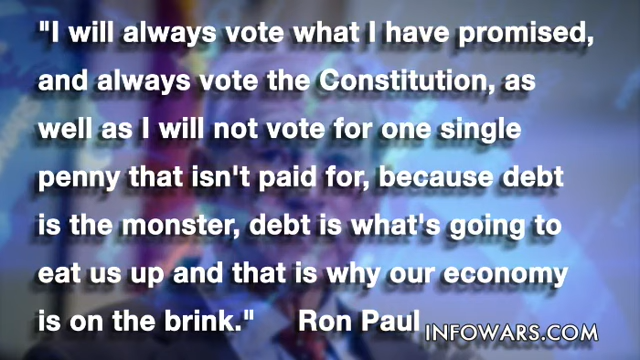 "I will always vote what I have promised,
and always vote the Constitution, as
well as I will not vote for one single
penny that isn't paid for, because debt
is the monster, debt is what's going to
eat us up and that is why our economy
is on the brink." Ron Paul
INFOWARS.COM